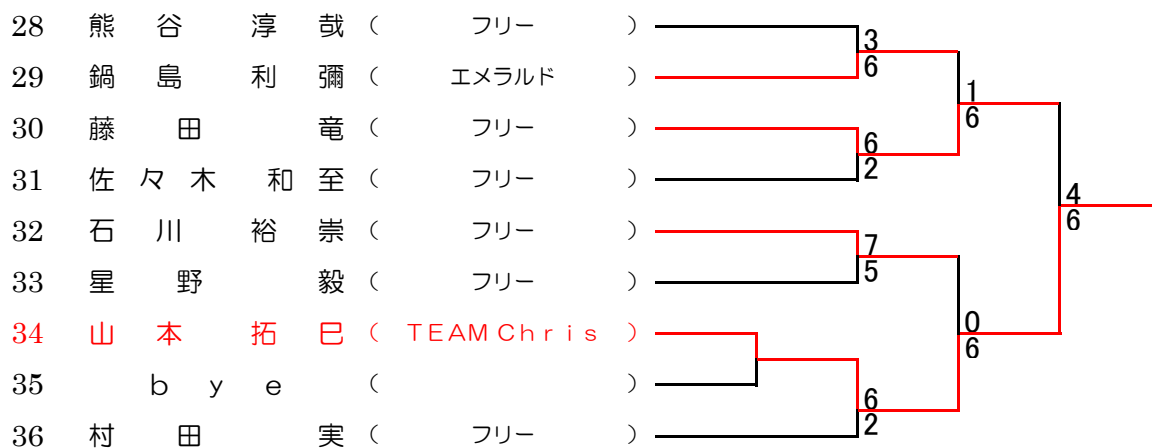 28 熊谷 淳哉 ( フリー )
3
29 鍋島 利彌 ( エメラルド )
6
1
6
30 藤田 竜 ( フリー )
6
31 佐々木 和至 ( フリー )
2
4
6
32 石川 裕崇 ( フリー )
7
33 星野 毅 ( フリー )
5
34 山本 拓巳 ( TEAM Chris )
0
6
35 bye ( )
6
36 村田 実 ( フリー )
2